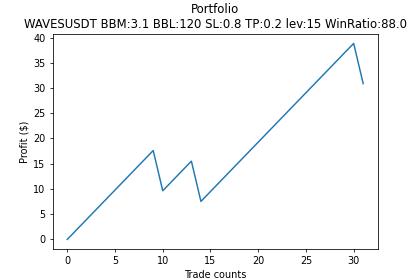 Portfolio
WAVESUSDT BBM:3.1 BBL:120 SL:0.8 TP:0.2 lev:15 WinRatio:88.0
40
35
30
25
20
15
10
5
0
Profit ($)
0 5 10 15 20 25 30
Trade counts